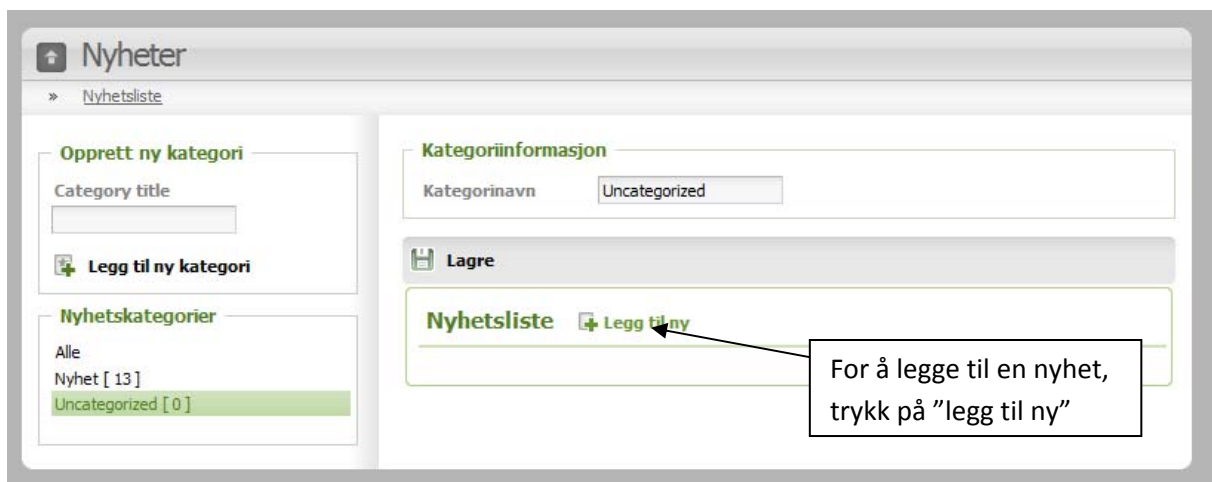 Nyheter
» Nyhetsliste
Opprett ny kategori
Category title
Legg til ny kategori
Nyhetskategorier
Alle
Nyhet [ 13 ]
Uncategorized [ 0 ]
Kategoriinformasjon
Kategorinavn Uncategorized
Lagre
Nyhetsliste Legg til ny
For å legge til en nyhet,
trykk på ”legg til ny”